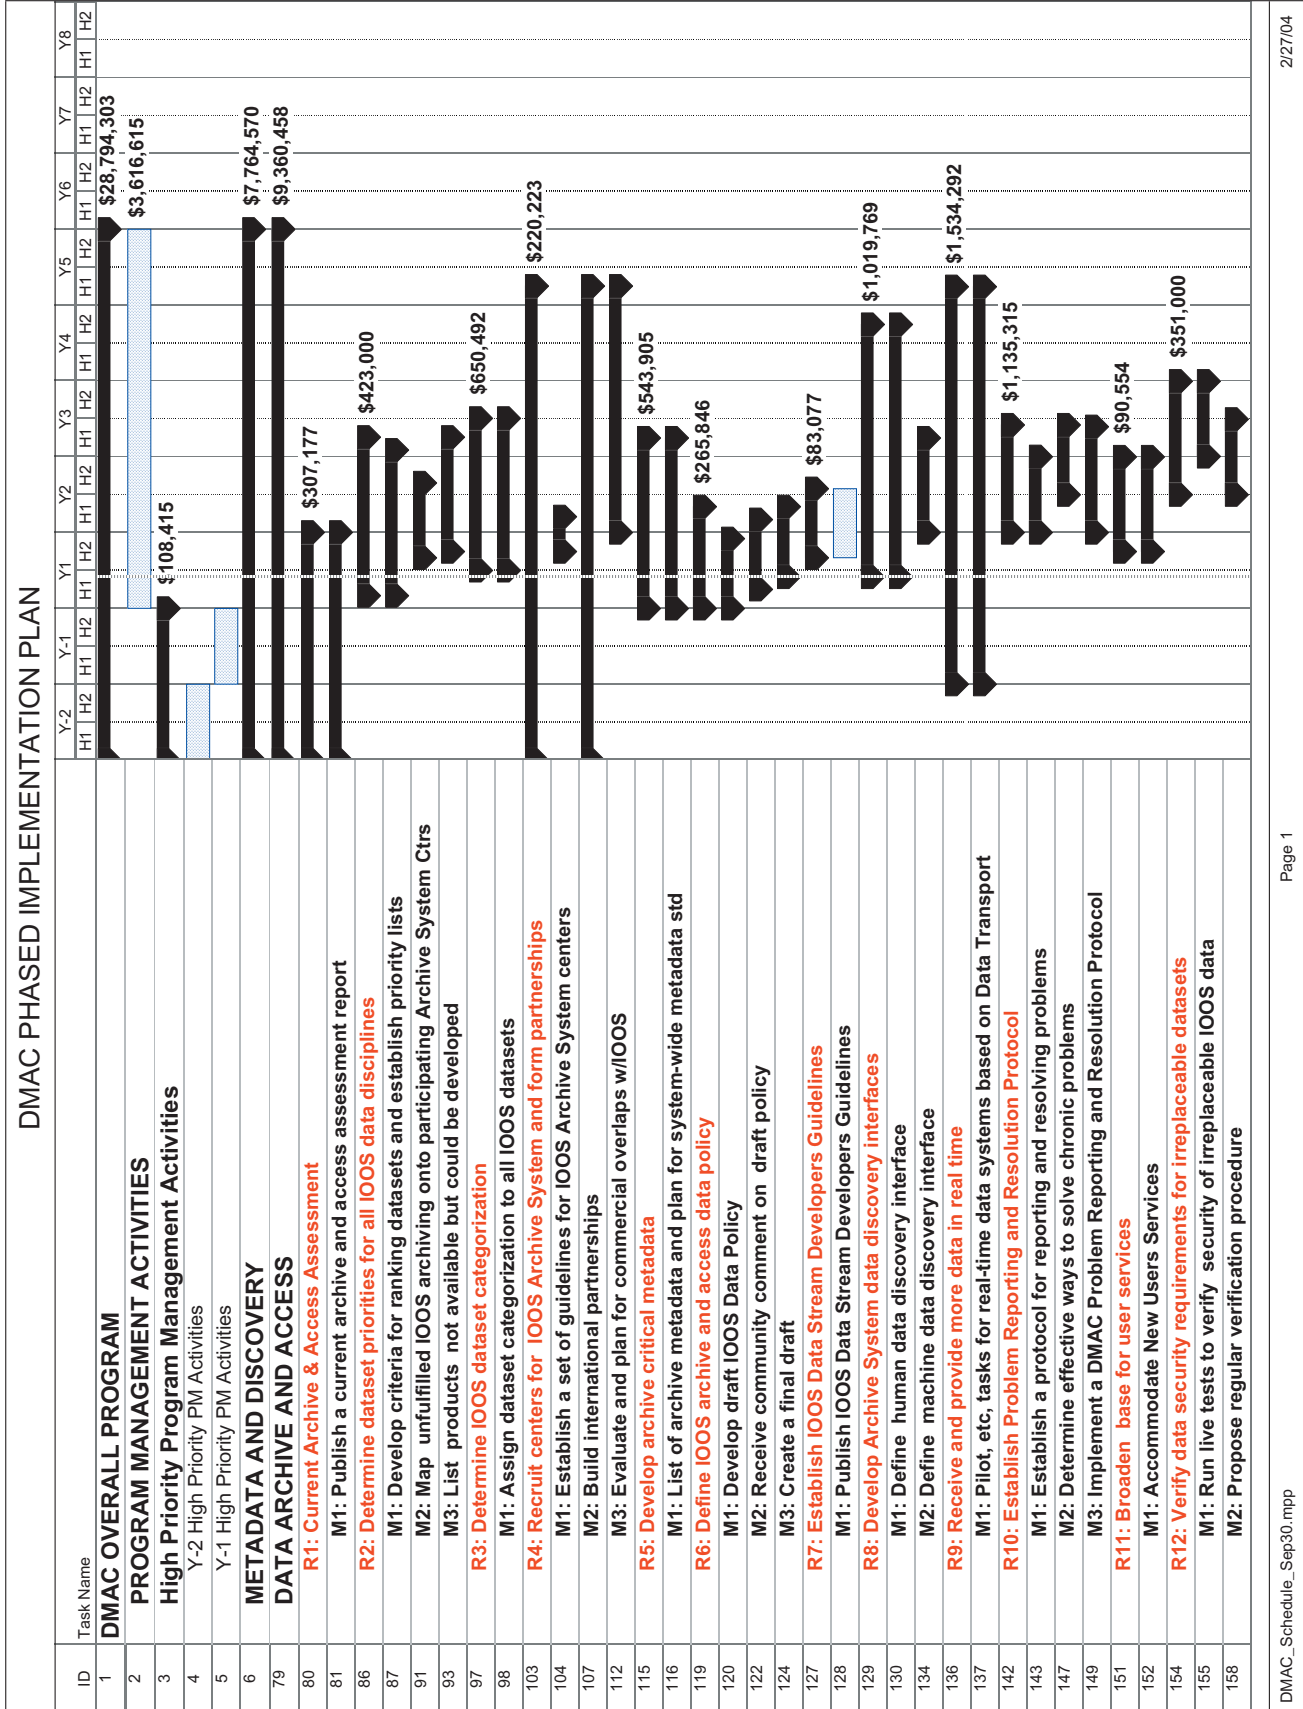 DMAC PHASED IMPLEMENTATION PLAN
ID Task Name Y-2 Y-1 Y1 Y2 Y3 Y4 Y5 Y6 Y7 Y8
H1 H2 H1 H2 H1 H2 H1 H2 H1 H2 H1 H2 H1 H2 H1 H2 H1 H2 H1 H2
1 DMAC OVERALL PROGRAM $28,794,303
2 PROGRAM MANAGEMENT ACTIVITIES $3,616,615
3 High Priority Program Management Activities $108,415
4 Y-2 High Priority PM Activities
5 Y-1 High Priority PM Activities
6 METADATA AND DISCOVERY $7,764,570
79 DATA ARCHIVE AND ACCESS $9,360,458
80 R1: Current Archive & Access Assessment $307,177
81 M1: Publish a current archive and access assessment report
86 R2: Determine dataset priorities for all IOOS data disciplines $423,000
87 M1: Develop criteria for ranking datasets and establish priority lists
91 M2: Map unfulfilled IOOS archiving onto participating Archive System Ctrs
93 M3: List products not available but could be developed
97 R3: Determine IOOS dataset categorization $650,492
98 M1: Assign dataset categorization to all IOOS datasets
103 R4: Recruit centers for IOOS Archive System and form partnerships $220,223
104 M1: Establish a set of guidelines for IOOS Archive System centers
107 M2: Build international partnerships
112 M3: Evaluate and plan for commercial overlaps w/IOOS
115 R5: Develop archive critical metadata $543,905
116 M1: List of archive metadata and plan for system-wide metadata std
119 R6: Define IOOS archive and access data policy $265,846
120 M1: Develop draft IOOS Data Policy
122 M2: Receive community comment on draft policy
124 M3: Create a final draft
127 R7: Establish IOOS Data Stream Developers Guidelines $83,077
128 M1: Publish IOOS Data Stream Developers Guidelines
129 R8: Develop Archive System data discovery interfaces $1,019,769
130 M1: Define human data discovery interface
134 M2: Define machine data discovery interface
136 R9: Receive and provide more data in real time $1,534,292
137 M1: Pilot, etc, tasks for real-time data systems based on Data Transport
142 R10: Establish Problem Reporting and Resolution Protocol $1,135,315
143 M1: Establish a protocol for reporting and resolving problems
147 M2: Determine effective ways to solve chronic problems
149 M3: Implement a DMAC Problem Reporting and Resolution Protocol
151 R11: Broaden base for user services $90,554
152 M1: Accommodate New Users Services
154 R12: Verify data security requirements for irreplaceable datasets $351,000
155 M1: Run live tests to verify security of irreplaceable IOOS data
158 M2: Propose regular verification procedure
DMAC_Schedule_Sep30.mpp Page 1 2/27/04